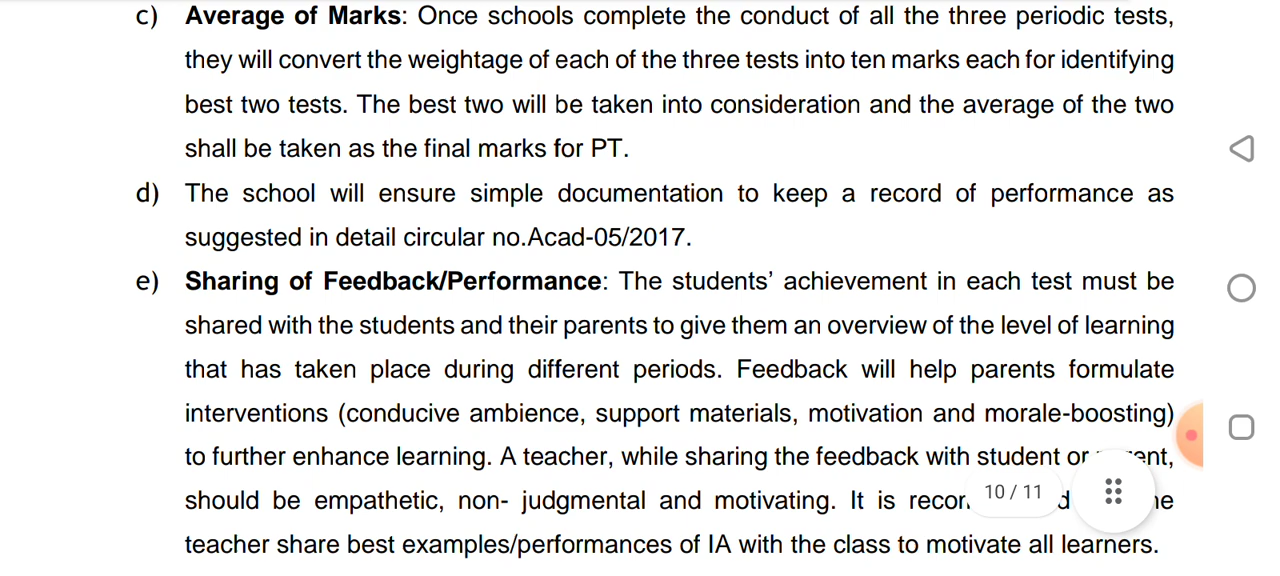 c) Average of Marks: Once schools complete the conduct of all the three periodic tests,
they will convert the weightage of each of the three tests into ten marks each for identifying
best two tests. The best two will be taken into consideration and the average of the two
shall be taken as the final marks for PT.
d) The school will ensure simple documentation to keep a record of performance as
suggested in detail circular no.Acad-05/2017.
e) Sharing of Feedback/Performance: The students' achievement in each test must be
shared with the students and their parents to give them an overview of the level of learning
that has taken place during different periods. Feedback will help parents formulate
interventions (conducive ambience, support materials, motivation and morale-boosting)
to further enhance learning. A teacher, while sharing the feedback with student or
should be empathetic, non- judgmental and motivating. It is
10 / 11
teacher share best examples/performances of IA with the class to motivate all learners.